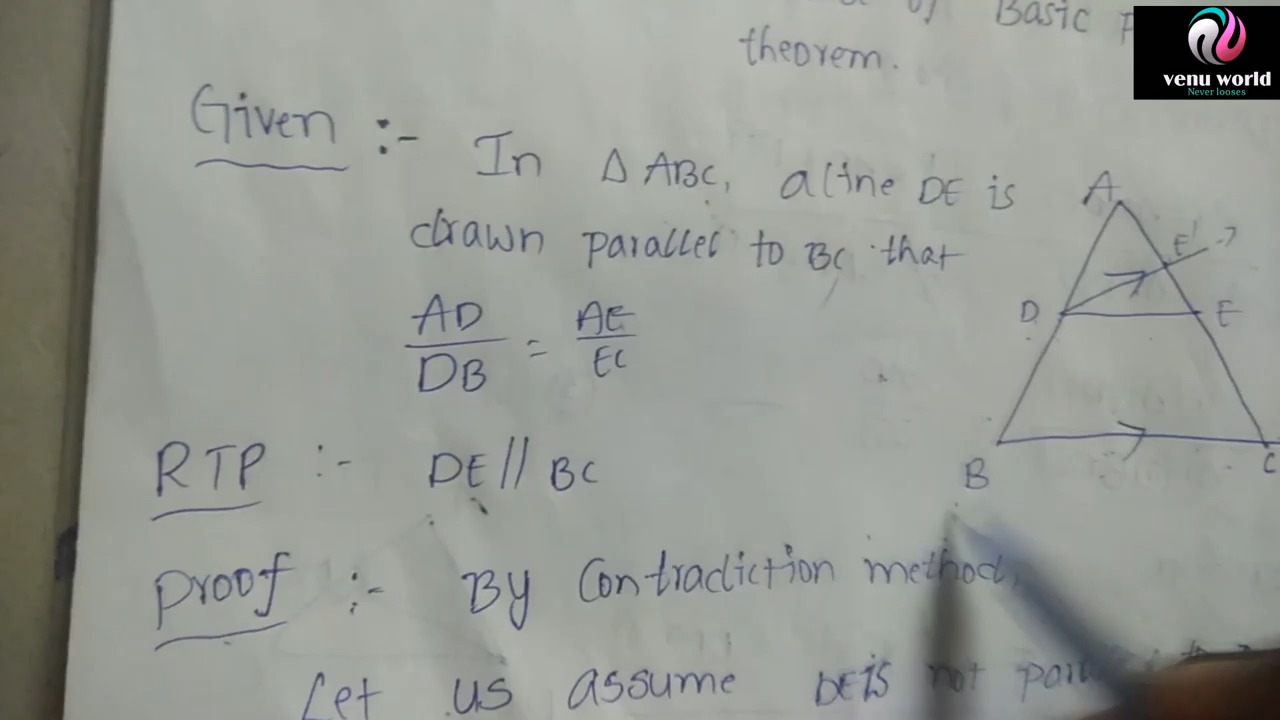 Basic
theorem.
venu world
Never looses
Given :-
In Δ ABC, a line DE is
drawn parallel to BC that
AD/DB = AE/EC
A
E'
D
E
B
C
RTP :- DE // BC
Proof :- By Contradiction method,
Let us assume DE is not